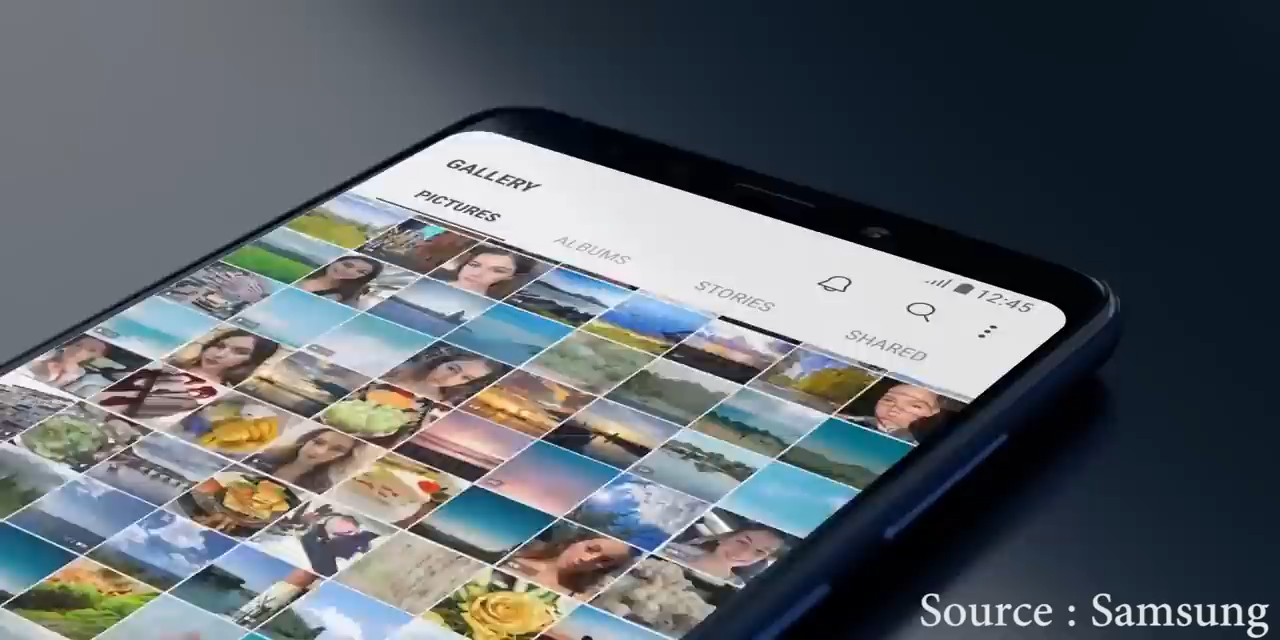 GALLERY
12:45
PICTURES
ALBUMS
STORIES
SHARED
Source : Samsung